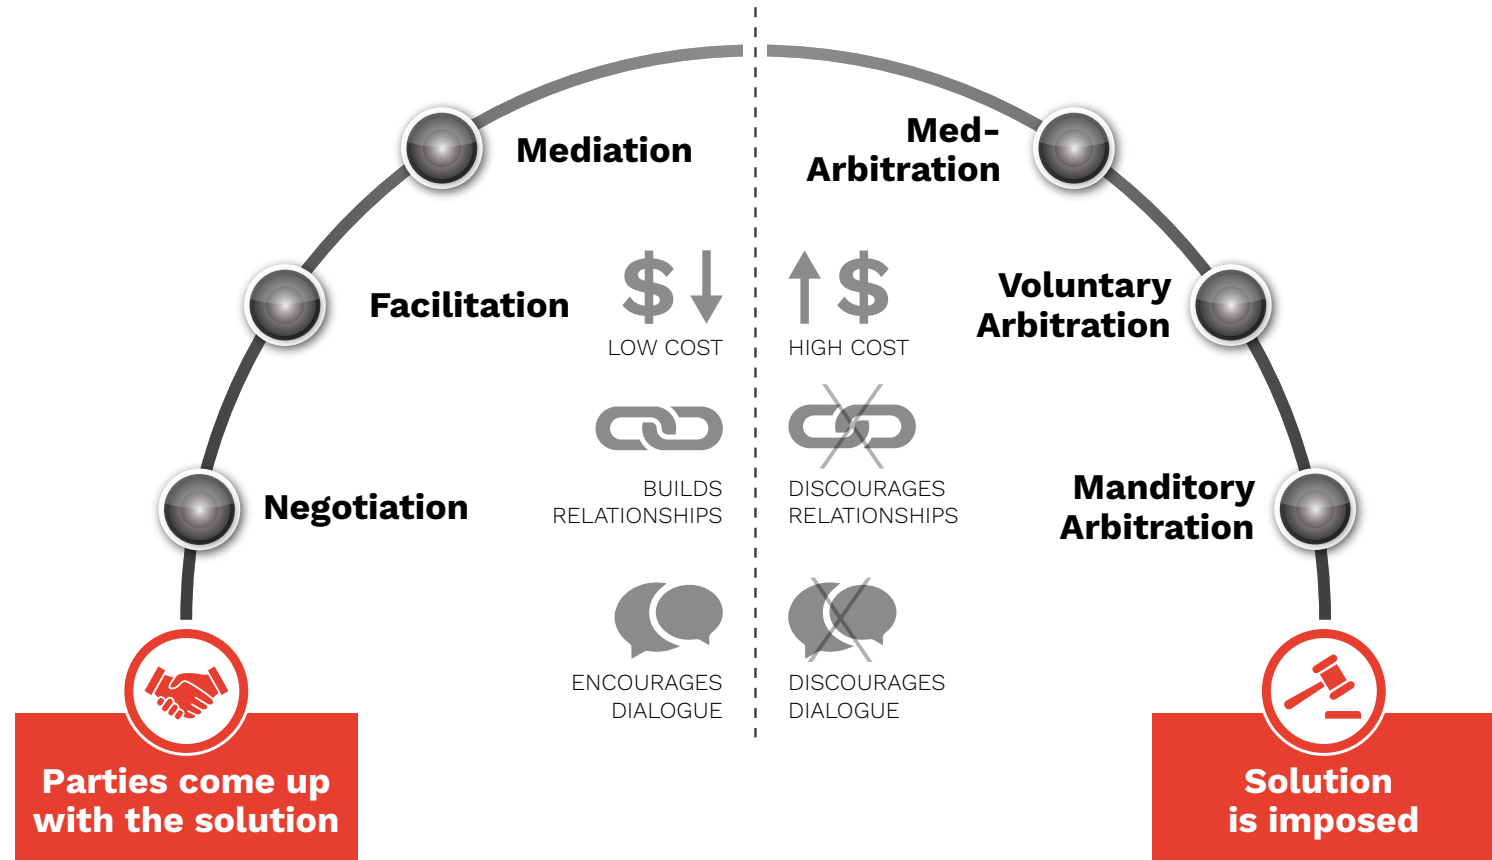 Mediation
Facilitation
Negotiation
$
LOW COST
BUILDS
RELATIONSHIPS
ENCOURAGES
DIALOGUE
Parties come up
with the solution
Med-
Arbitration
Voluntary
Arbitration
Manditory
Arbitration
$
HIGH COST
DISCOURAGES
RELATIONSHIPS
DISCOURAGES
DIALOGUE
Solution
is imposed